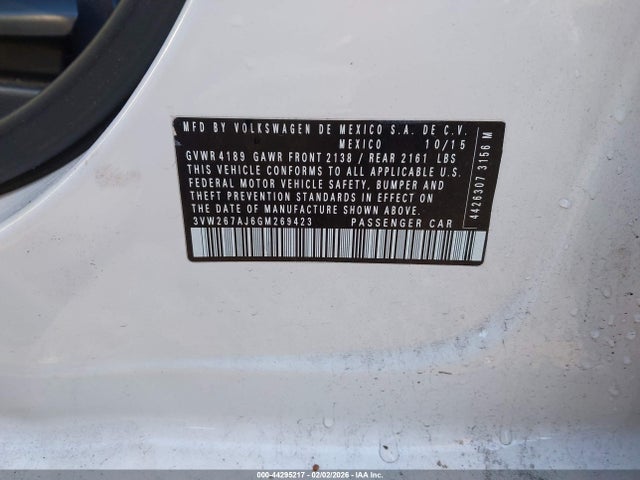 MFD BY VOLKSWAGEN DE MEXICO S.A. DE C.V.
MEXICO 10/15
GVWR 4189 GAWR FRONT 2138 / REAR 2161 LBS
THIS VEHICLE CONFORMS TO ALL APPLICABLE U.S.
FEDERAL MOTOR VEHICLE SAFETY, BUMPER AND
THEFT PREVENTION STANDARDS IN EFFECT ON
THE DATE OF MANUFACTURE SHOWN ABOVE.
3VW267AJ6GM269423 PASSENGER CAR
4426307 3156 M
000-44295217 - 02/02/2026 - © IAA Inc.